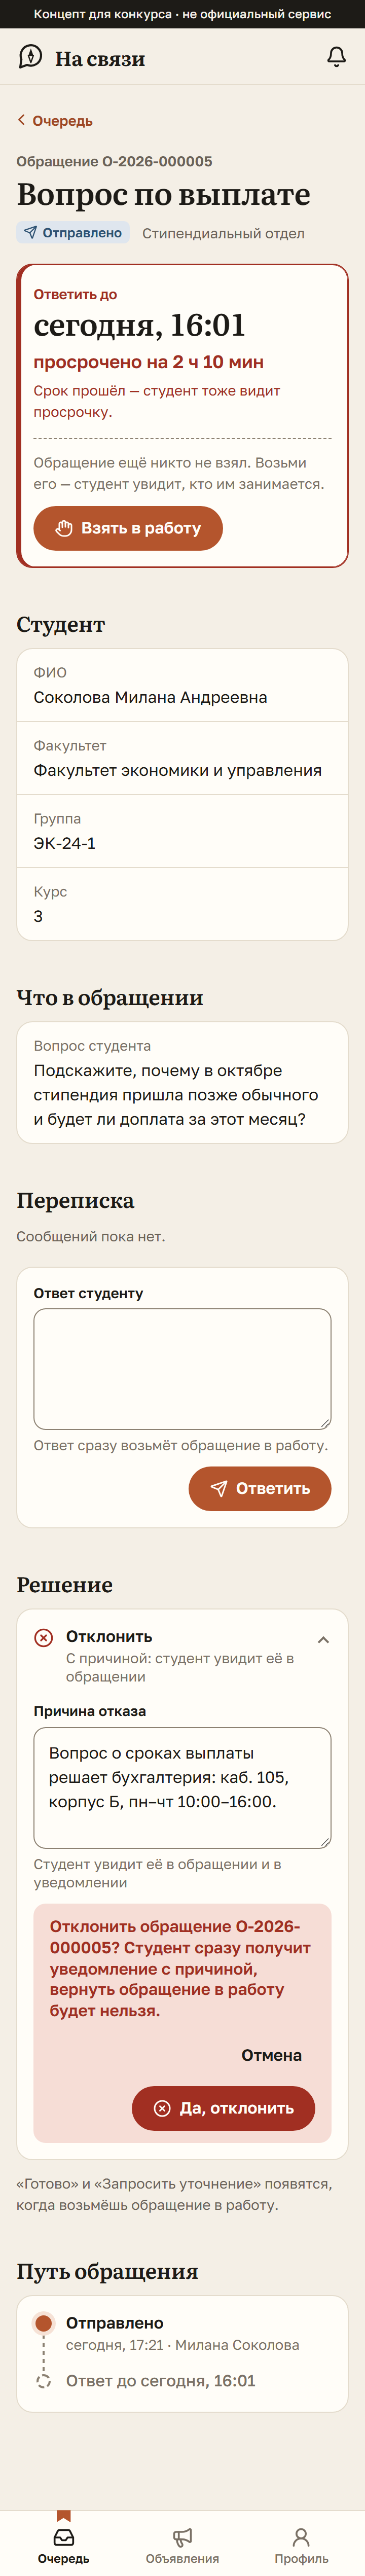 Концепт для конкурса · не официальный сервис
На связи
Очередь
Обращение О-2026-000005
Вопрос по выплате
Отправлено
Стипендиальный отдел
Ответить до
сегодня, 16:01
просрочено на 2 ч 10 мин
Срок прошёл — студент тоже видит
просрочку.
Обращение ещё никто не взял. Возьми
его — студент увидит, кто им занимается.
Взять в работу
Студент
ФИО
Соколова Милана Андреевна
Факультет
Факультет экономики и управления
Группа
ЭК-24-1
Курс
3
Что в обращении
Вопрос студента
Подскажите, почему в октябре
стипендия пришла позже обычного
и будет ли доплата за этот месяц?
Переписка
Сообщений пока нет.
Ответ студенту
Ответ сразу возьмёт обращение в работу.
Ответить
Решение
Отклонить
С причиной: студент увидит её в
обращении
Причина отказа
Вопрос о сроках выплаты
решает бухгалтерия: каб. 105,
корпус Б, пн–чт 10:00–16:00.
Студент увидит её в обращении и в
уведомлении
Отклонить обращение О-2026-
000005? Студент сразу получит
уведомление с причиной,
вернуть обращение в работу
будет нельзя.
Отмена
Да, отклонить
«Готово» и «Запросить уточнение» появятся,
когда возьмёшь обращение в работу.
Путь обращения
Отправлено
сегодня, 17:21 · Милана Соколова
Ответ до сегодня, 16:01
Очередь
Объявления
Профиль